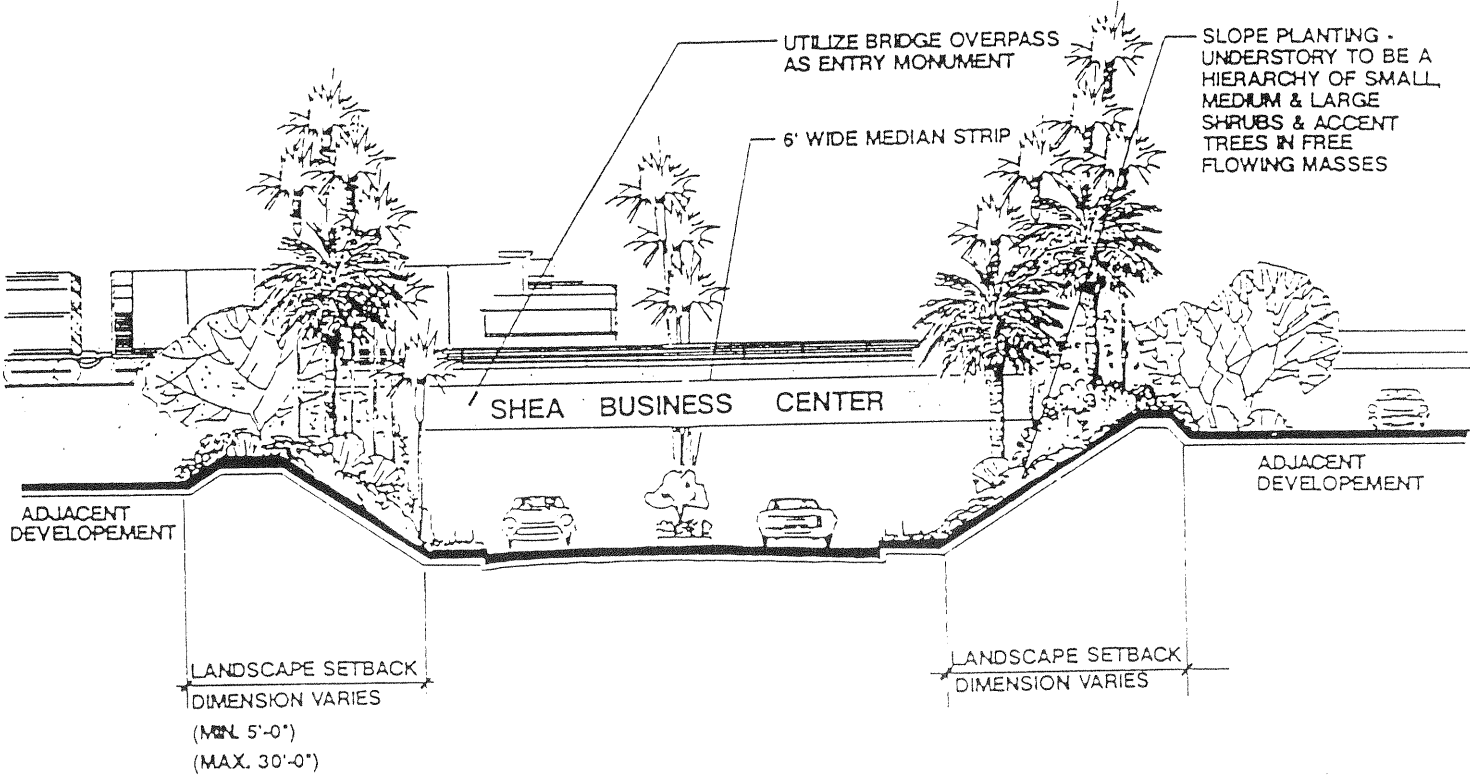 UTILIZE BRIDGE OVERPASS
AS ENTRY MONUMENT
SLOPE PLANTING -
UNDERSTORY TO BE A
HIERARCHY OF SMALL,
MEDIUM & LARGE
SHRUBS & ACCENT
TREES IN FREE
FLOWING MASSES
6' WIDE MEDIAN STRIP
SHEA BUSINESS CENTER
ADJACENT
DEVELOPEMENT
ADJACENT
DEVELOPEMENT
LANDSCAPE SETBACK
DIMENSION VARIES
(MIN. 5'-0")
(MAX. 30'-0")
LANDSCAPE SETBACK
DIMENSION VARIES